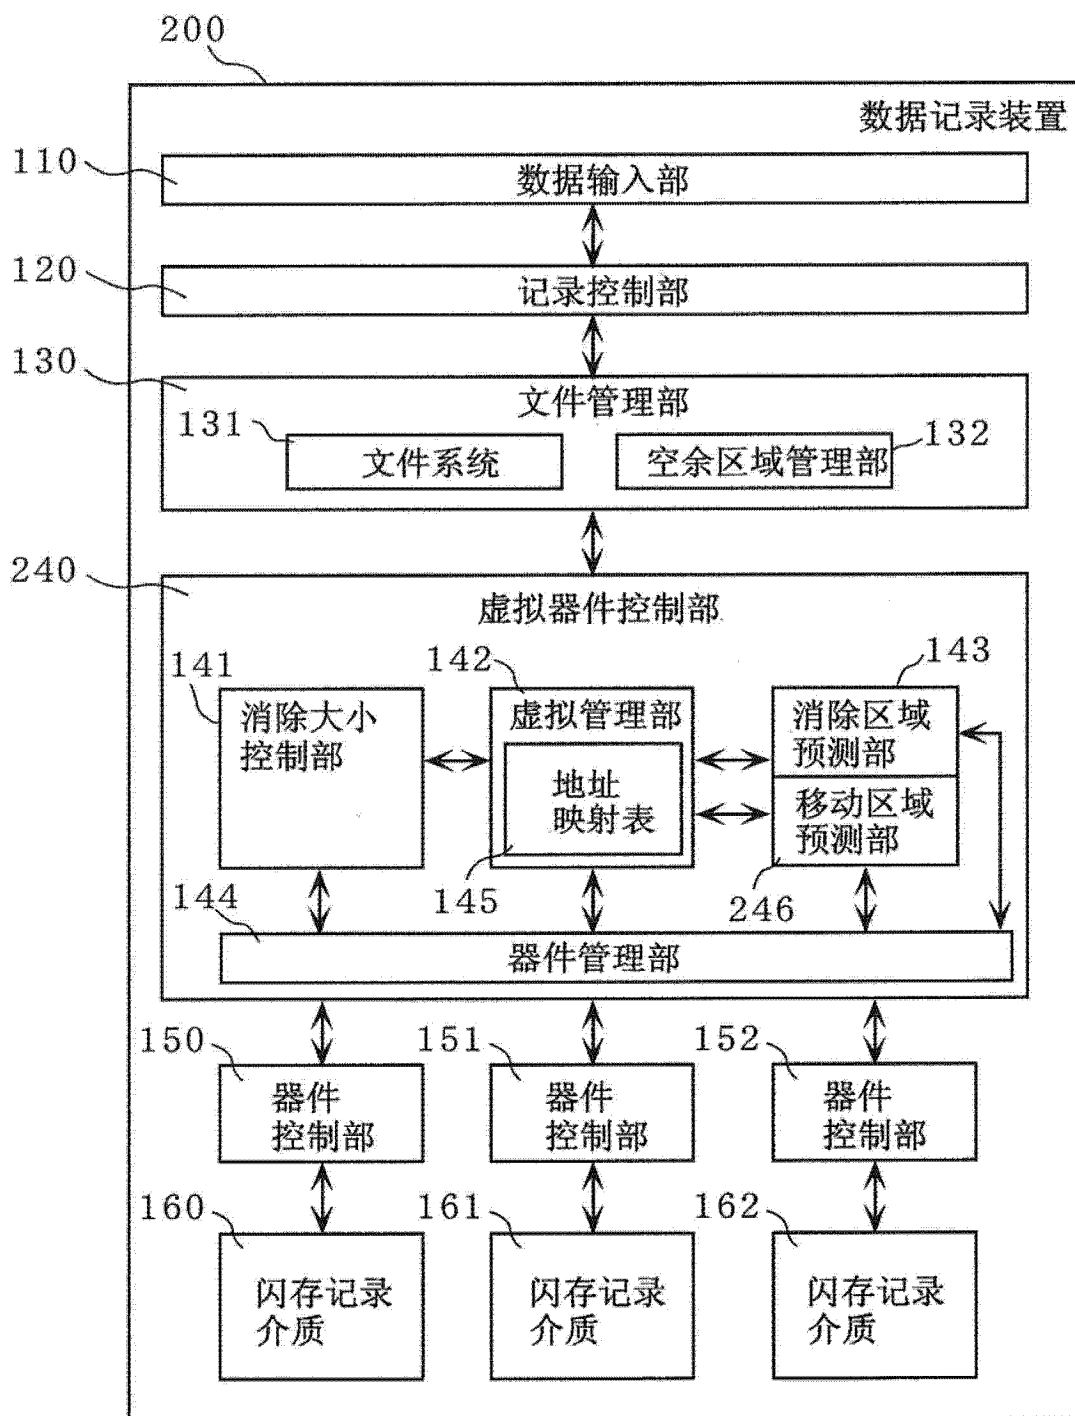 200
数据记录装置
110
数据输入部
120
记录控制部
130
文件管理部
131
文件系统
132
空余区域管理部
240
虚拟器件控制部
141
消除大小
控制部
142
虚拟管理部
地址
映射表
145
143
消除区域
预测部
移动区域
预测部
246
144
器件管理部
150
器件
控制部
151
器件
控制部
152
器件
控制部
160
闪存记录
介质
161
闪存记录
介质
162
闪存记录
介质